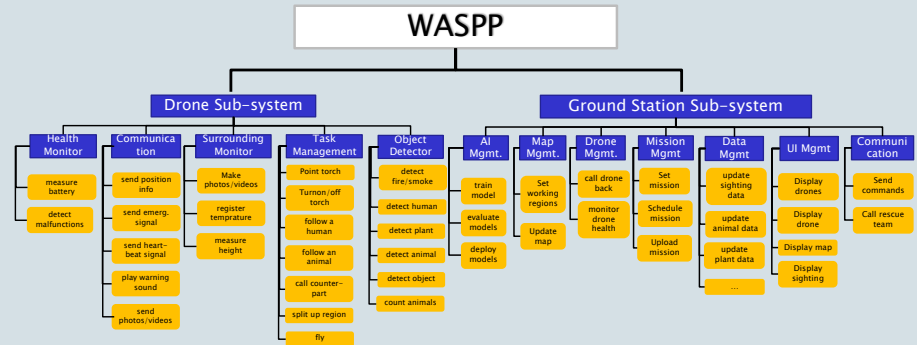 WASPP
Drone Sub-system
Ground Station Sub-system
Health
Monitor
Communica
tion
Surrounding
Monitor
Task
Management
Object
Detector
AI
Mgmt.
Map
Mgmt.
Drone
Mgmt.
Mission
Mgmt
Data
Mgmt
UI Mgmt
Communi
cation
measure
battery
detect
malfunctions
send position
info
send emerg.
signal
send heart-
beat signal
play warning
sound
send
photos/videos
Make
photos/videos
register
temprature
measure
height
Point torch
Turnon/off
torch
follow a
human
follow an
animal
call counter-
part
split up region
fly
detect
fire/smoke
detect human
detect plant
detect animal
detect object
count animals
train
model
evaluate
models
deploy
models
Set
working
regions
Update
map
call drone
back
monitor
drone
health
Set
mission
Schedule
mission
Upload
mission
update
sighting
data
update
animal data
update
plant data
...
Display
drones
Display
drone
Display map
Display
sighting
Send
commands
Call rescue
team